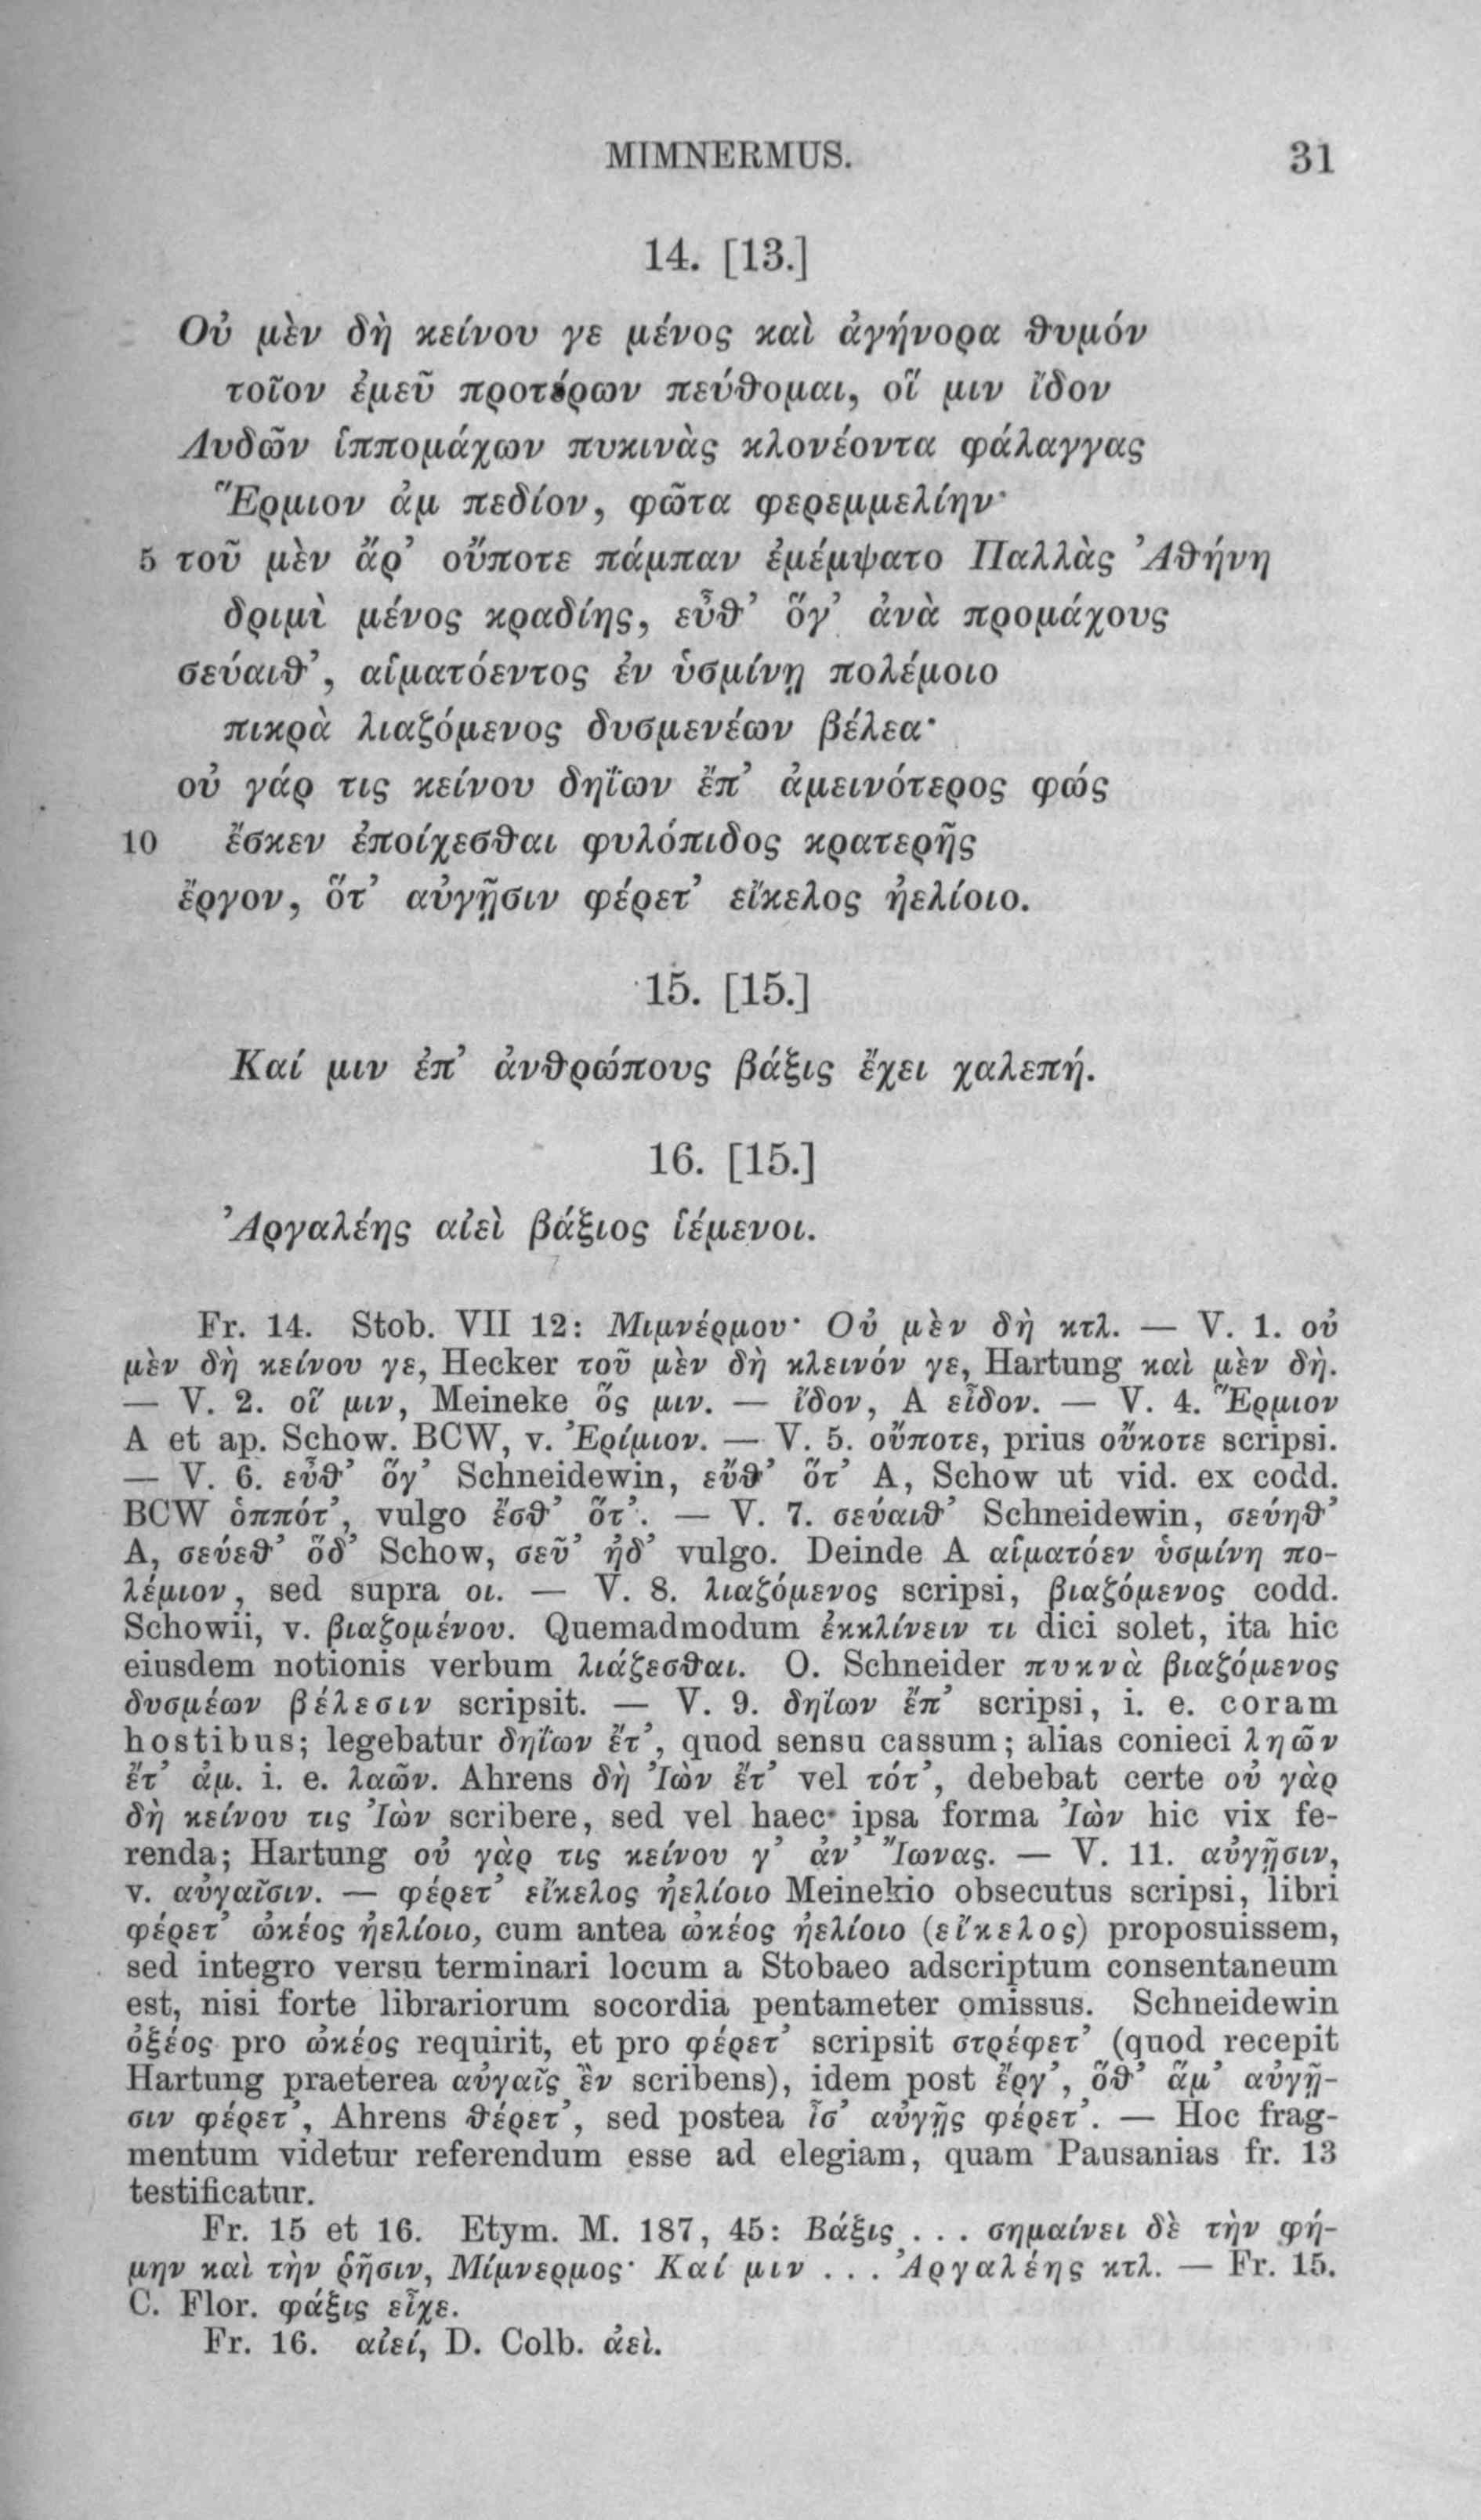 MIMNERMUS. 31
14. [13.]
Οὐ μὲν δὴ κείνου γε μένος καὶ ἀγήνορα θυμόν
τοῖον ἐμεῦ προτέρων πεύθομαι, οἵ μιν ἴδον
Λυδῶν ἱππομάχων πυκινὰς κλονέοντα φάλαγγας
Ἕρμιον ἀμ πεδίον, φῶτα φερεμμελίην·
5 τοῦ μὲν ἄρ’ οὔποτε πάμπαν ἐμέμψατο Παλλὰς Ἀθήνη
δριμὺ μένος κραδίης, εὖθ’ ὅγ’ ἀνὰ προμάχους
σεύαιθ’, αἱματόεντος ἐν ὑσμίνῃ πολέμοιο
πικρὰ λιαζόμενος δυσμενέων βέλεα·
οὐ γάρ τις κείνου δηΐων ἔπ’ ἀμεινότερος φώς
10 ἔσκεν ἐποίχεσθαι φυλόπιδος κρατερῆς
ἔργον, ὅτ’ αὐγῇσιν φέρετ’ εἴκελος ἠελίοιο.
15. [15.]
Καί μιν ἐπ’ ἀνθρώπους βάξις ἔχει χαλεπή.
16. [15.]
Ἀργαλέης αἰεὶ βάξιος ἱέμενοι.
Fr. 14. Stob. VII 12: Μιμνέρμου· Οὐ μὲν δὴ κτλ. — V. 1. οὐ
μὲν δὴ κείνου γε, Hecker τοῦ μὲν δὴ κλεινόν γε, Hartung καὶ μὲν δή.
— V. 2. οἵ μιν, Meineke ὅς μιν. — ἴδον, A εἶδον. — V. 4. Ἕρμιον
A et ap. Schow. BCW, v. Ἐρίμιον. — V. 5. οὔποτε, prius οὔκοτε scripsi.
— V. 6. εὖθ’ ὅγ’ Schneidewin, εὔθ’ ὅτ’ A, Schow ut vid. ex codd.
BCW ὁππότ’, vulgo ἔσθ’ ὅτ’. — V. 7. σεύαιθ’ Schneidewin, σεύηθ’
A, σεύεθ’ ὅδ’ Schow, σεῦ’ ἠδ’ vulgo. Deinde A αἱματόεν ὑσμίνη πο-
λέμιον, sed supra οι. — V. 8. λιαζόμενος scripsi, βιαζόμενος codd.
Schowii, v. βιαζομένου. Quemadmodum ἐκκλίνειν τι dici solet, ita hic
eiusdem notionis verbum λιάζεσθαι. O. Schneider πυκνὰ βιαζόμενος
δυσμέων βέλεσιν scripsit. — V. 9. δηΐων ἔπ’ scripsi, i. e. coram
hostibus; legebatur δηΐων ἔτ’, quod sensu cassum; alias conieci ληῶν
ἔτ’ ἀμ. i. e. λαῶν. Ahrens δὴ Ἰὼν ἔτ’ vel τότ’, debebat certe οὐ γὰρ
δὴ κείνου τις Ἰὼν scribere, sed vel haec ipsa forma Ἰὼν hic vix fe-
renda; Hartung οὐ γὰρ τις κείνου γ’ ἀν’ Ἴωνας. — V. 11. αὐγῇσιν,
v. αὐγαῖσιν. — φέρετ’ εἴκελος ἠελίοιο Meinekio obsecutus scripsi, libri
φέρετ’ ὠκέος ἠελίοιο, cum antea ὠκέος ἠελίοιο (εἴκελος) proposuissem,
sed integro versu terminari locum a Stobaeo adscriptum consentaneum
est, nisi forte librariorum socordia pentameter omissus. Schneidewin
ὀξέος pro ὠκέος requirit, et pro φέρετ’ scripsit στρέφετ’ (quod recepit
Hartung praeterea αὐγαῖς ἓν scribens), idem post ἔργ’, ὅθ’ ἅμ’ αὐγῇ-
σιν φέρετ’, Ahrens θέρετ’, sed postea ἶσ’ αὐγῇς φέρετ’. — Hoc frag-
mentum videtur referendum esse ad elegiam, quam Pausanias fr. 13
testificatur.
Fr. 15 et 16. Etym. M. 187, 45: Βάξις . . . σημαίνει δὲ τὴν φή-
μην καὶ τὴν ῥῆσιν, Μίμνερμος· Καί μιν . . . Ἀργαλέης κτλ. — Fr. 15.
C. Flor. φάξις εἶχε.
Fr. 16. αἰεί, D. Colb. ἀεὶ.